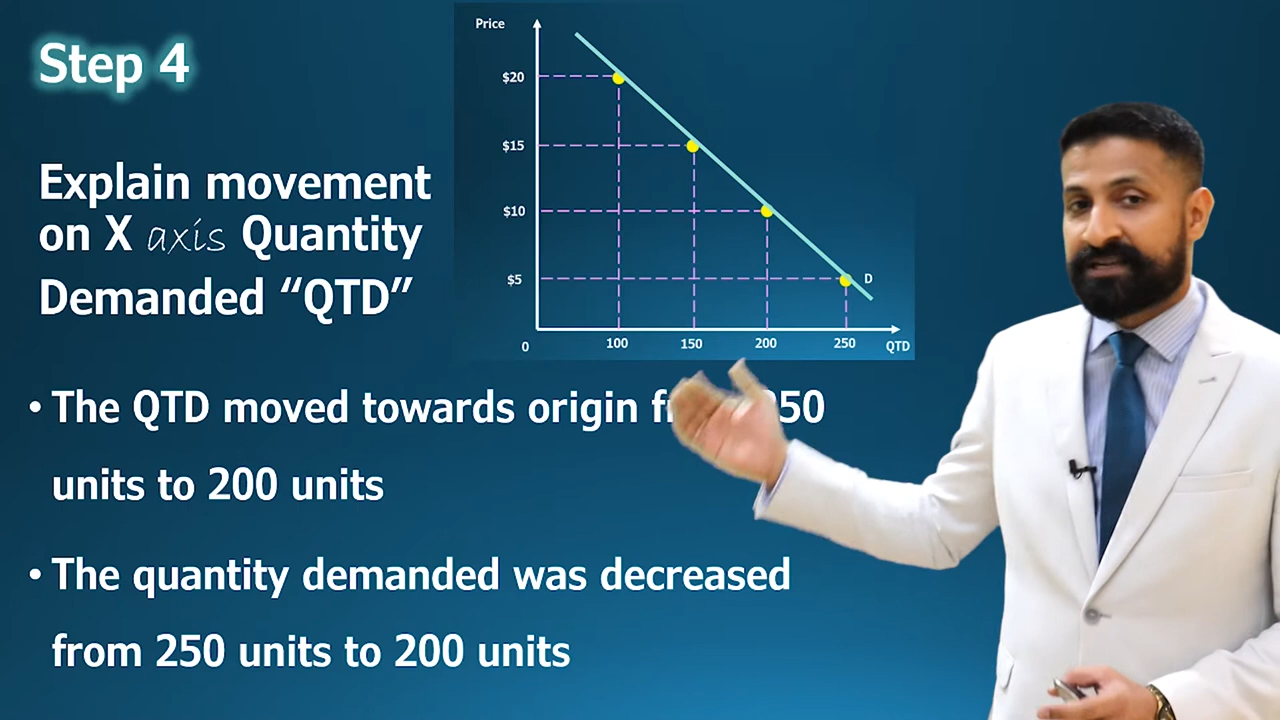 Step 4
Explain movement
on X axis Quantity
Demanded “QTD”
Price
$20
$15
$10
$5
D
0
100
150
200
250
QTD
• The QTD moved towards origin 50
units to 200 units
• The quantity demanded was decreased
from 250 units to 200 units